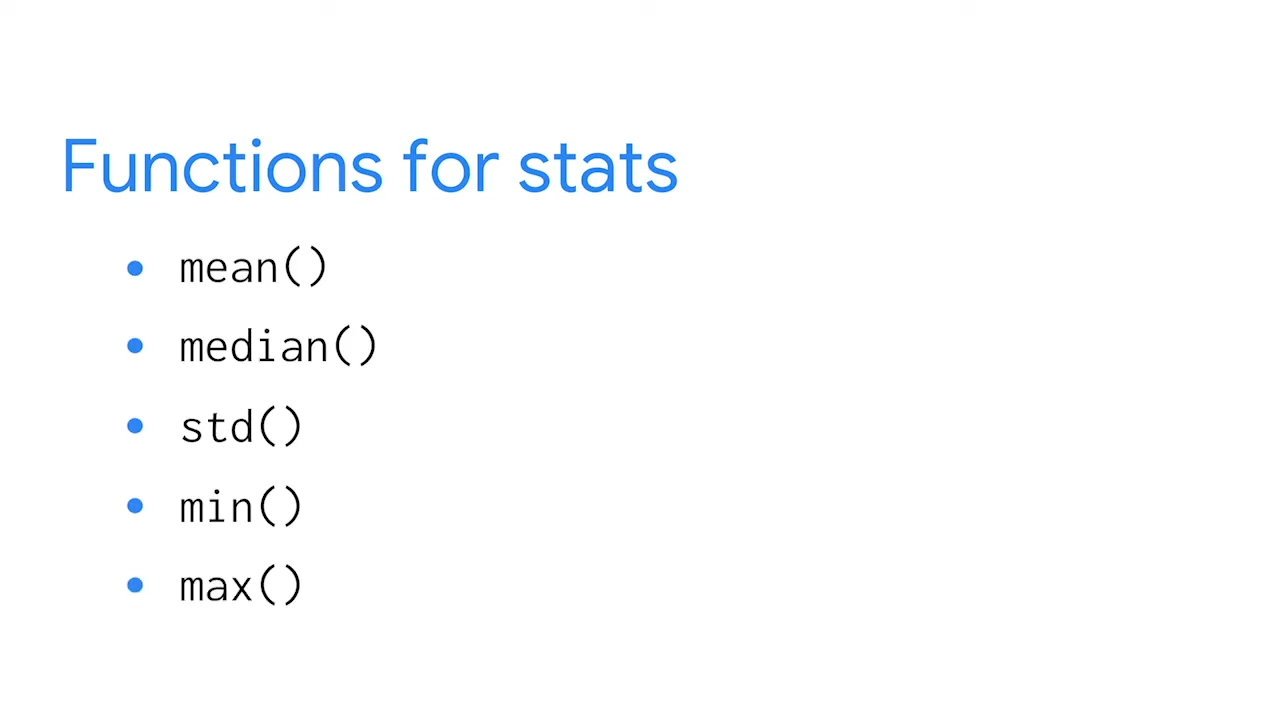 Functions for stats
• mean()
• median()
• std()
• min()
• max()